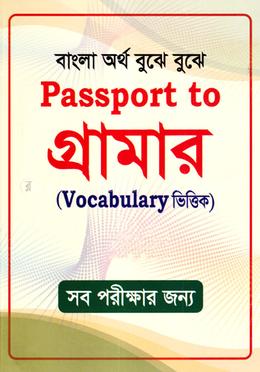 বাংলা অর্থ বুঝে বুঝে
Passport to
গ্রামার
(Vocabulary ভিত্তিক)
সব পরীক্ষার জন্য